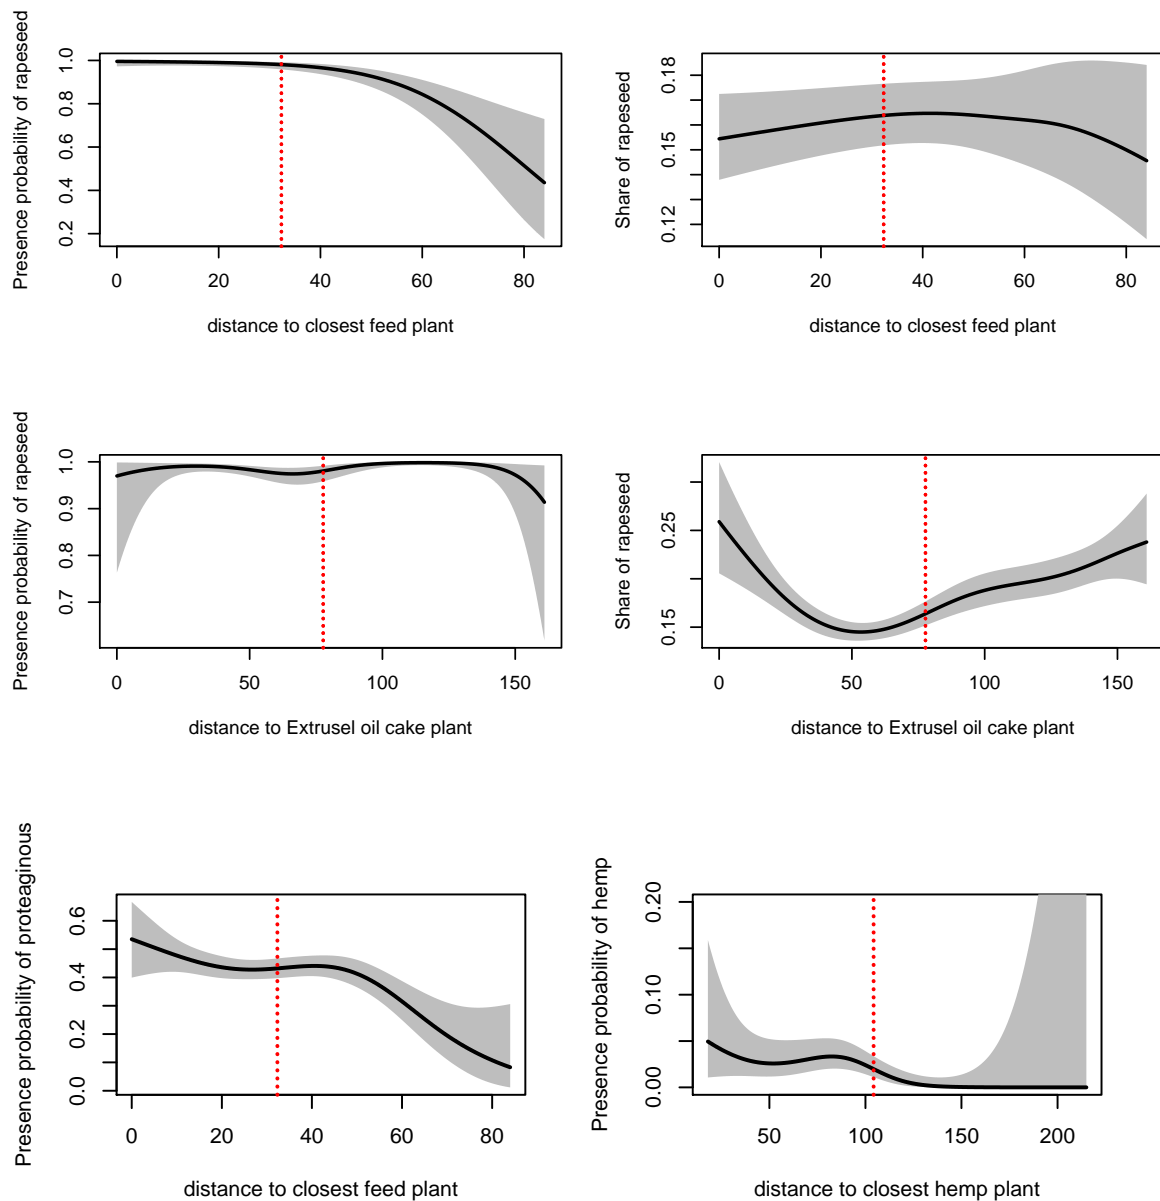 Presence probability of rapeseed
1.0
0.8
0.6
0.4
0.2
0 20 40 60 80
distance to closest feed plant
Share of rapeseed
0.18
0.15
0.12
0 20 40 60 80
distance to closest feed plant
Presence probability of rapeseed
1.0
0.9
0.8
0.7
0 50 100 150
distance to Extrusel oil cake plant
Share of rapeseed
0.25
0.15
0 50 100 150
distance to Extrusel oil cake plant
Presence probability of proteaginous
0.6
0.4
0.2
0.0
0 20 40 60 80
distance to closest feed plant
Presence probability of hemp
0.20
0.10
0.00
50 100 150 200
distance to closest hemp plant